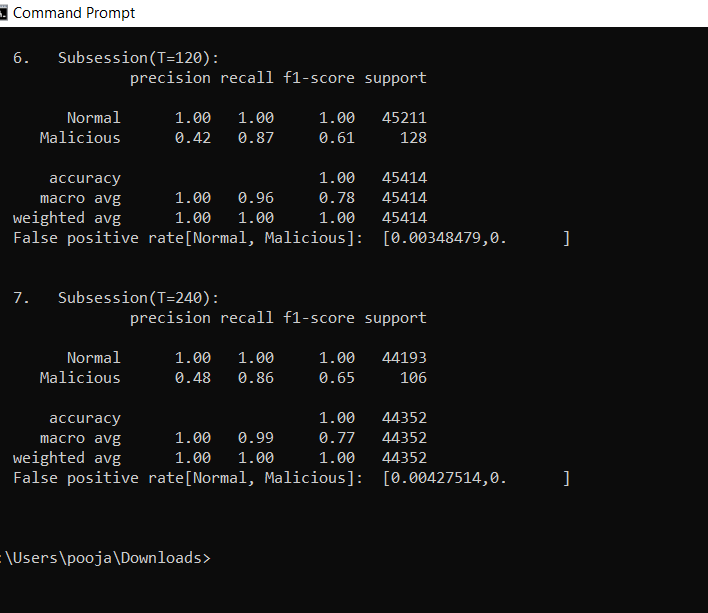 Command Prompt
6. Subsession(T=120):
precision recall f1-score support
Normal 1.00 1.00 1.00 45211
Malicious 0.42 0.87 0.61 128
accuracy 1.00 45414
macro avg 1.00 0.96 0.78 45414
weighted avg 1.00 1.00 1.00 45414
False positive rate[Normal, Malicious]: [0.00348479,0. ]
7. Subsession(T=240):
precision recall f1-score support
Normal 1.00 1.00 1.00 44193
Malicious 0.48 0.86 0.65 106
accuracy 1.00 44352
macro avg 1.00 0.99 0.77 44352
weighted avg 1.00 1.00 1.00 44352
False positive rate[Normal, Malicious]: [0.00427514,0. ]
:\Users\pooja\Downloads>